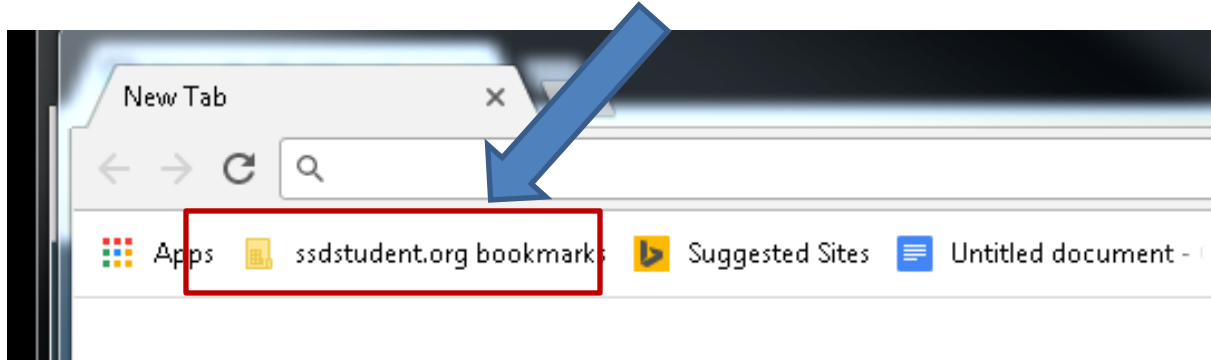 New Tab
Apps ssdstudent.org bookmarks Suggested Sites Untitled document -